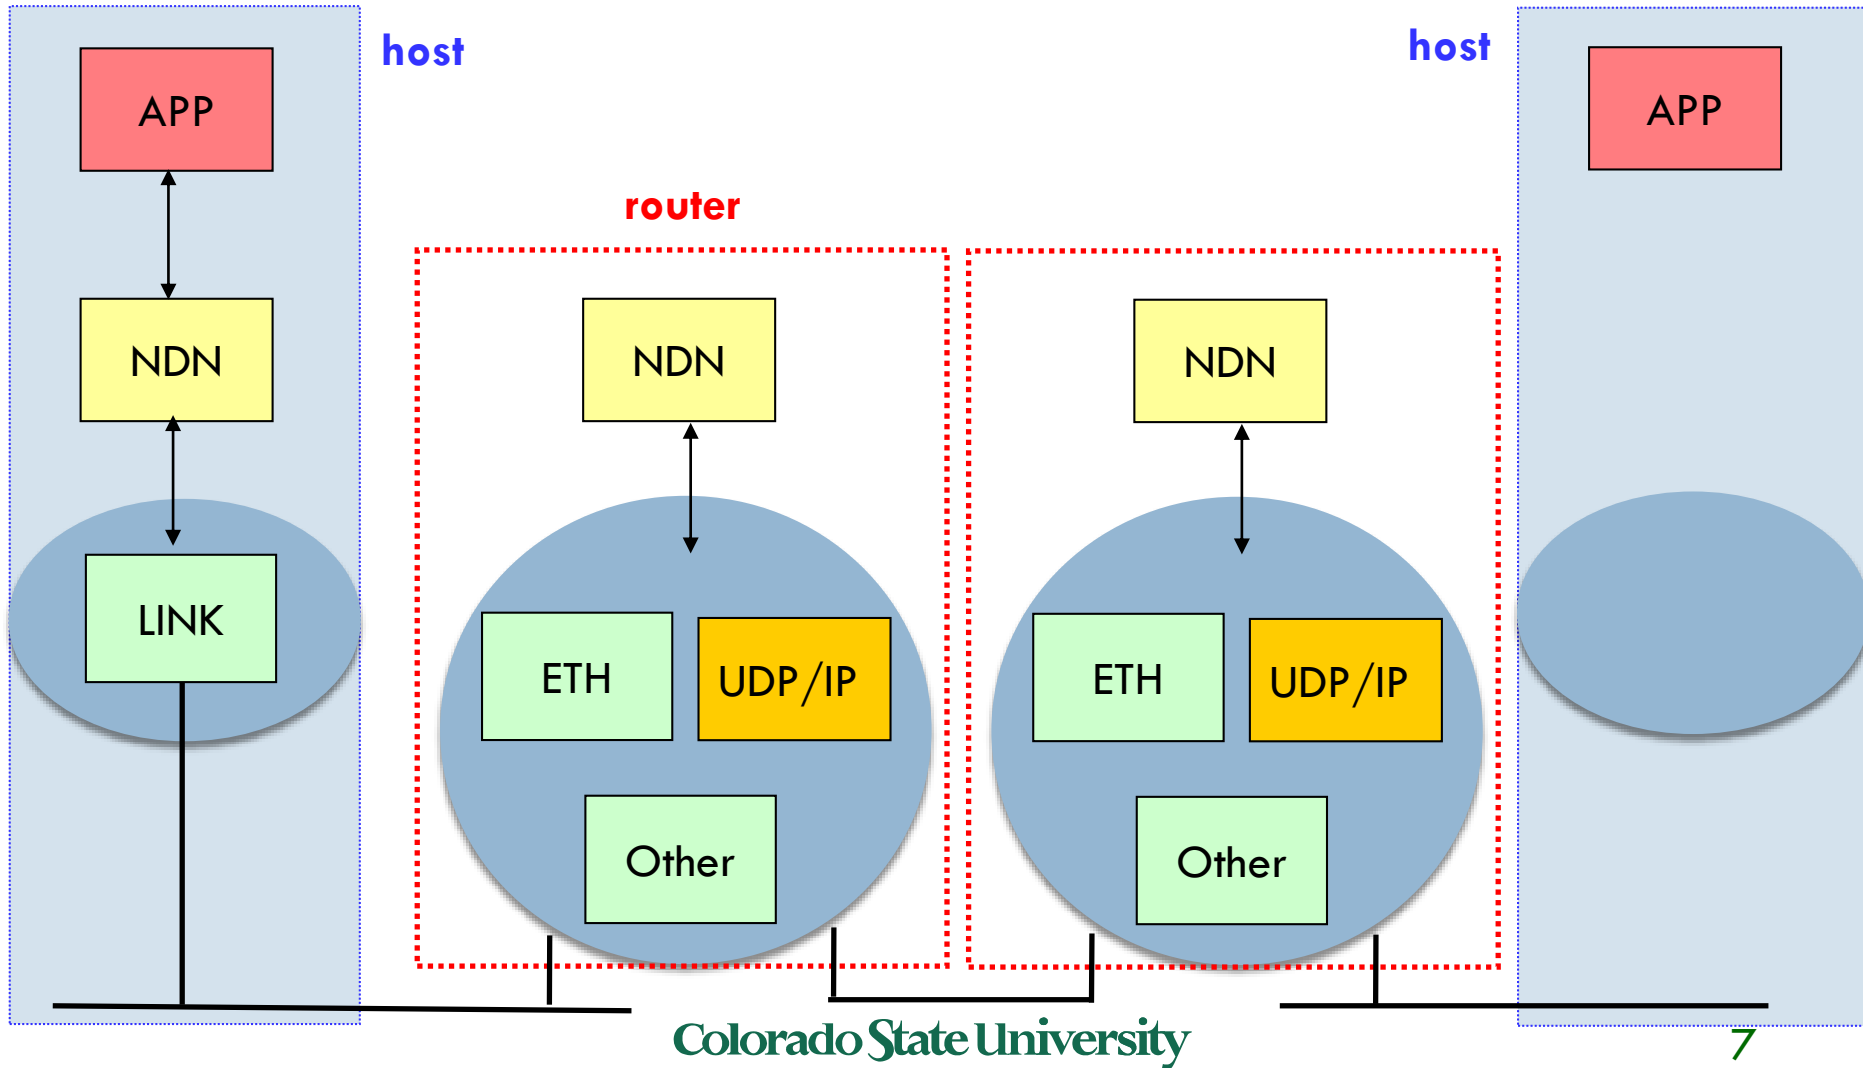 host
host
APP
APP
router
NDN
NDN
NDN
LINK
ETH
UDP/IP
ETH
UDP/IP
Other
Other
Colorado State University
7